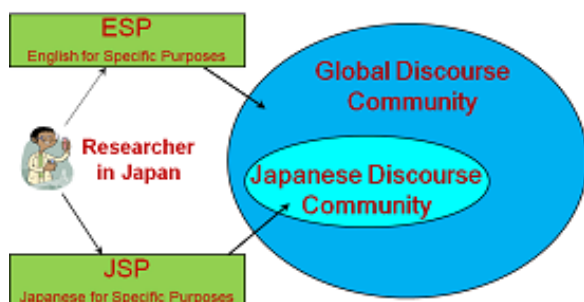 ESP
English for Specific Purposes
Global Discourse
Community
Researcher
in Japan
Japanese Discourse
Community
JSP
Japanese for Specific Purposes